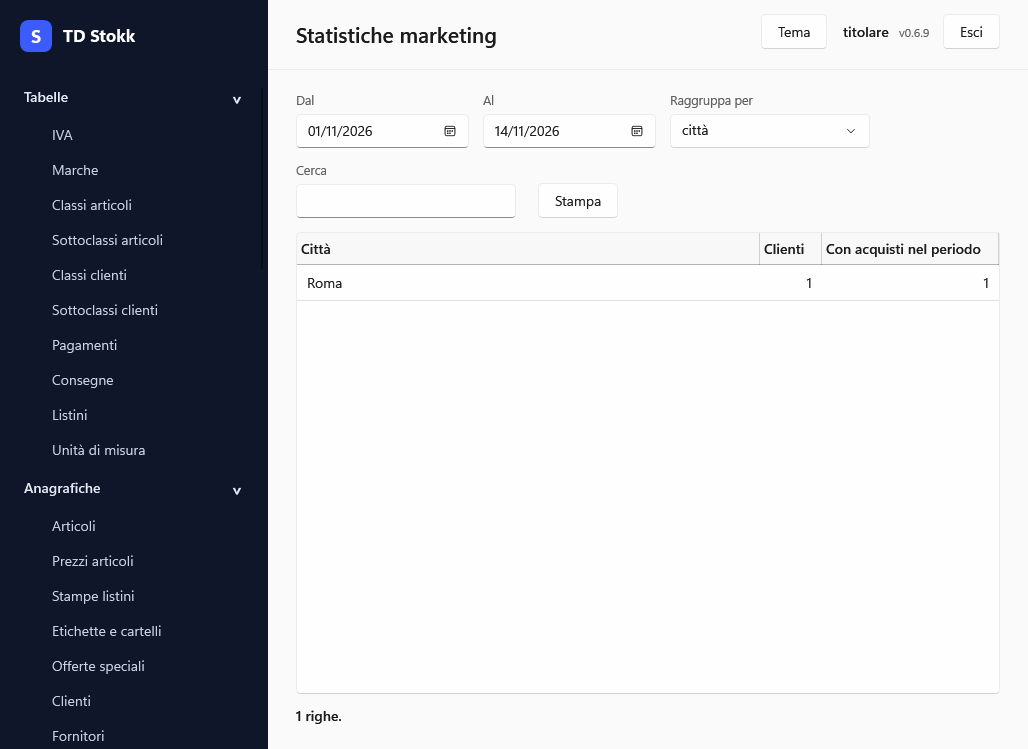 S TD Stokk
Tabelle v
IVA
Marche
Classi articoli
Sottoclassi articoli
Classi clienti
Sottoclassi clienti
Pagamenti
Consegne
Listini
Unità di misura
Anagrafiche v
Articoli
Prezzi articoli
Stampe listini
Etichette e cartelli
Offerte speciali
Clienti
Fornitori
Statistiche marketing
Tema titolare v0.6.9 Esci
Dal Al Raggruppa per
01/11/2026 14/11/2026 città
Cerca
Stampa
Città Clienti Con acquisti nel periodo
Roma 1 1
1 righe.